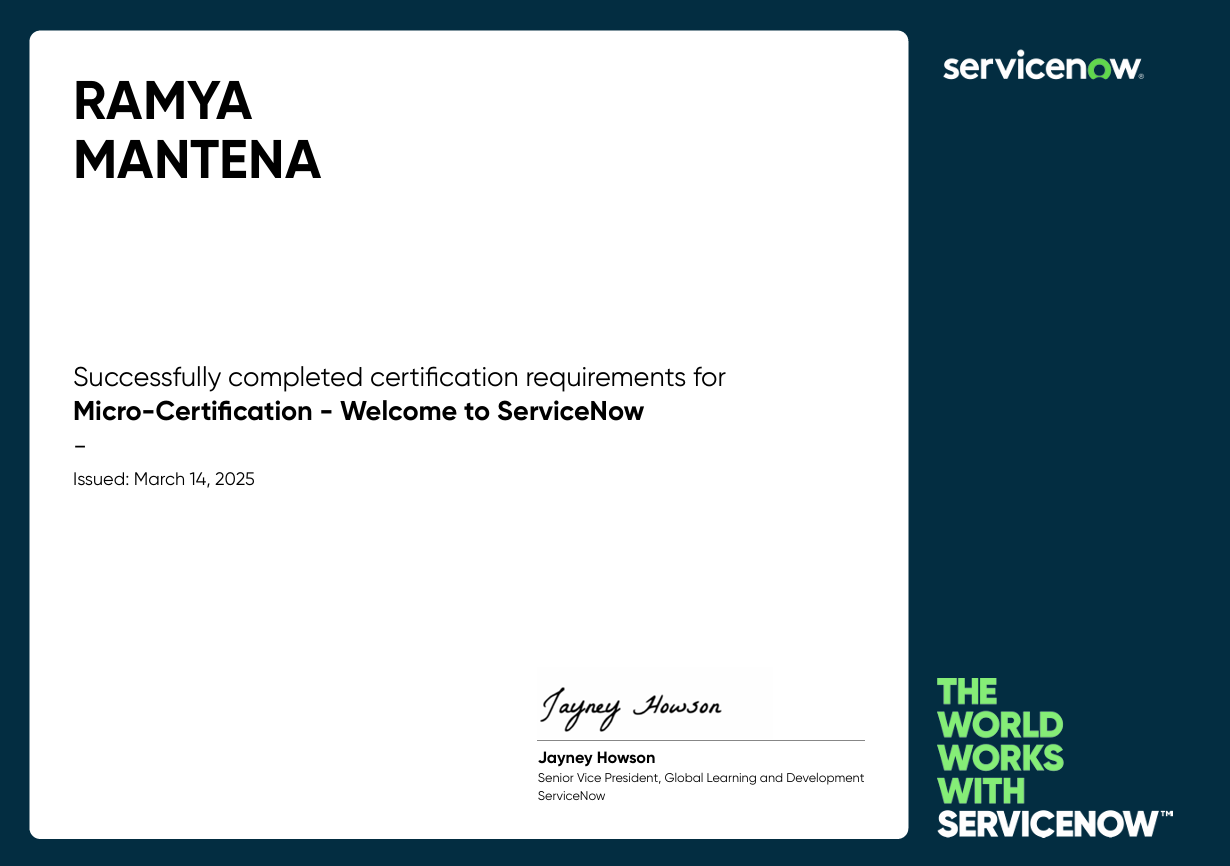 RAMYA
MANTENA
Successfully completed certification requirements for
Micro-Certification - Welcome to ServiceNow
–
Issued: March 14, 2025
Jayney Howson
Jayney Howson
Senior Vice President, Global Learning and Development
ServiceNow
servicenow®
THE
WORLD
WORKS
WITH
SERVICENOW™